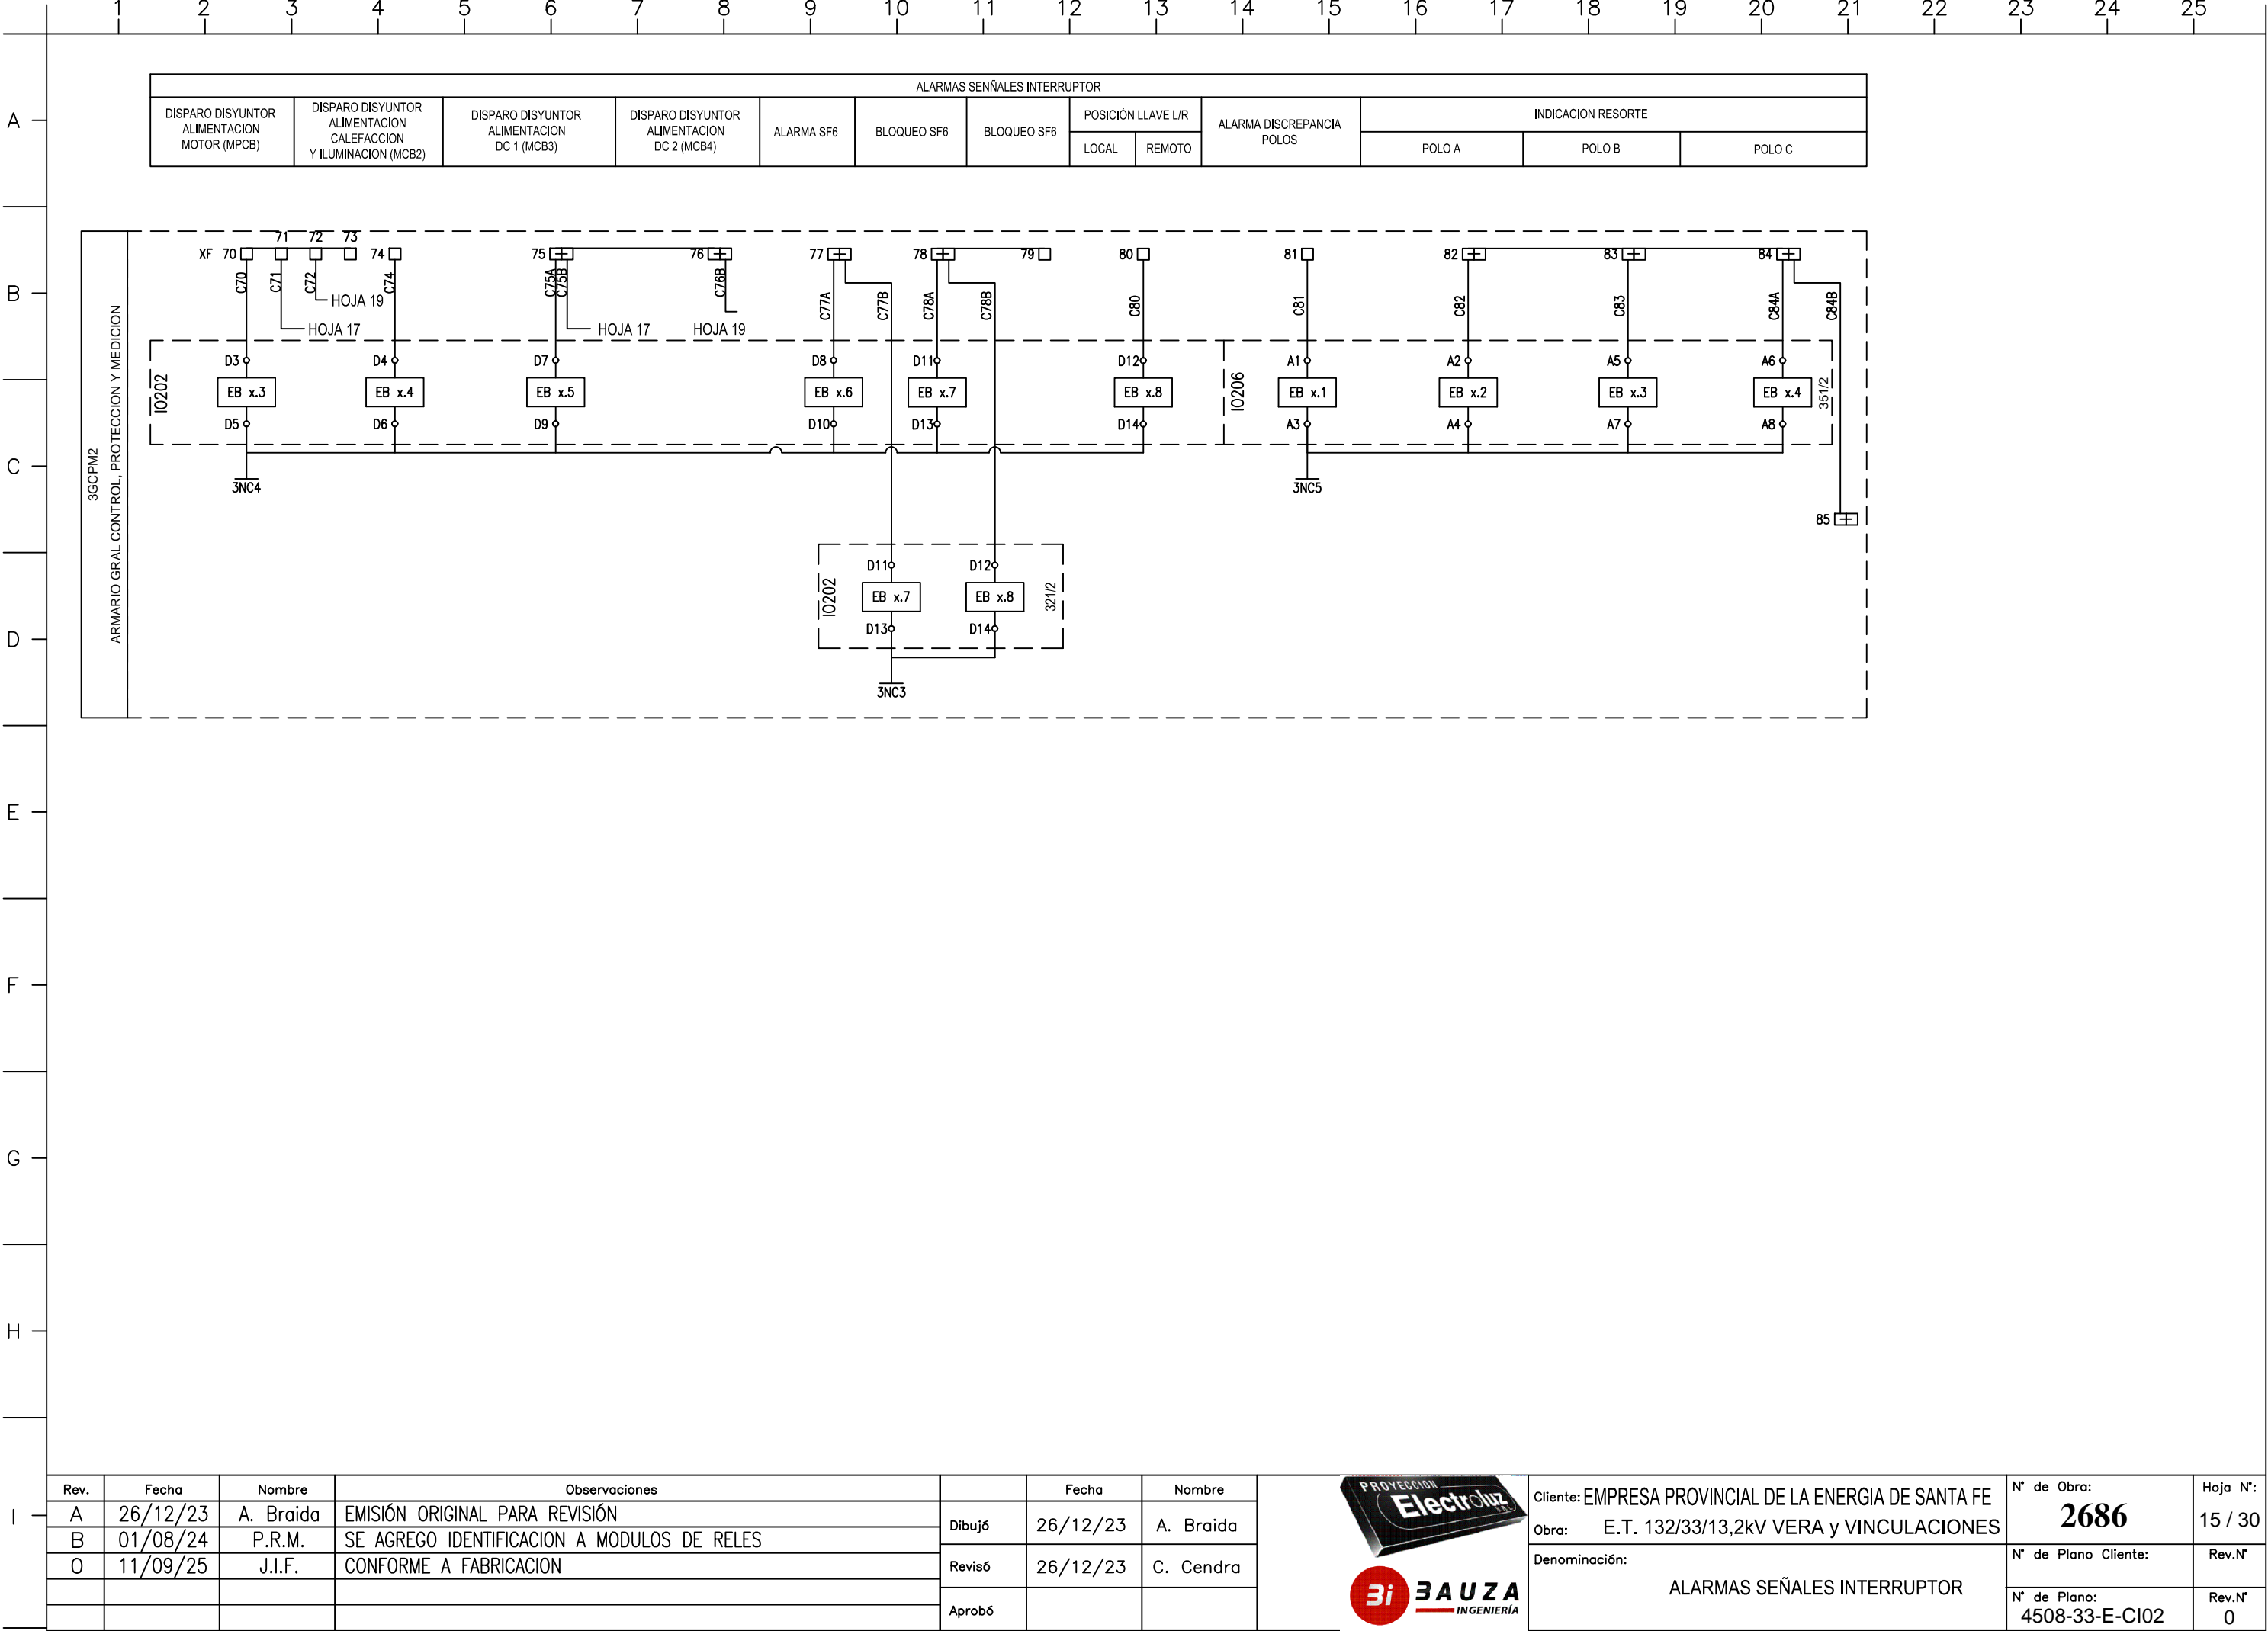 1 2 3 4 5 6 7 8 9 10 11 12 13 14 15 16 17 18 19 20 21 22 23 24 25
A
B
C
D
E
F
G
H
I
ALARMAS SENÑALES INTERRUPTOR
DISPARO DISYUNTOR
ALIMENTACION
MOTOR (MPCB)
DISPARO DISYUNTOR
ALIMENTACION
CALEFACCION
Y ILUMINACION (MCB2)
DISPARO DISYUNTOR
ALIMENTACION
DC 1 (MCB3)
DISPARO DISYUNTOR
ALIMENTACION
DC 2 (MCB4)
ALARMA SF6
BLOQUEO SF6
BLOQUEO SF6
POSICIÓN LLAVE L/R
LOCAL
REMOTO
ALARMA DISCREPANCIA
POLOS
INDICACION RESORTE
POLO A
POLO B
POLO C
3GCPM2
ARMARIO GRAL CONTROL, PROTECCION Y MEDICION
XF 70 71 72 73 74 75 76 77 78 79 80 81 82 83 84
C70 C71 C72 C74 C75A C75B C76B C77A C77B C78A C78B C80 C81 C82 C83 C84A C84B
HOJA 19
HOJA 17
HOJA 17
HOJA 19
IO202
D3 D4 D7 D8 D11 D12
EB x.3 EB x.4 EB x.5 EB x.6 EB x.7 EB x.8
D5 D6 D9 D10 D13 D14
3NC4
IO206
A1 A2 A5 A6
EB x.1 EB x.2 EB x.3 EB x.4
A3 A4 A7 A8
351/2
3NC5
85
IO202
D11 D12
EB x.7 EB x.8
D13 D14
321/2
3NC3
Rev. Fecha Nombre Observaciones
A 26/12/23 A. Braida EMISIÓN ORIGINAL PARA REVISIÓN
B 01/08/24 P.R.M. SE AGREGO IDENTIFICACION A MODULOS DE RELES
O 11/09/25 J.I.F. CONFORME A FABRICACION
Fecha Nombre
Dibujó 26/12/23 A. Braida
Revisó 26/12/23 C. Cendra
Aprobó
PROYECCION
Electroluz
S.R.L.
3i BAUZA
INGENIERÍA
Cliente: EMPRESA PROVINCIAL DE LA ENERGIA DE SANTA FE
Obra: E.T. 132/33/13,2kV VERA y VINCULACIONES
Denominación:
ALARMAS SEÑALES INTERRUPTOR
N° de Obra:
2686
Hoja N°:
15 / 30
N° de Plano Cliente:
Rev.N°
N° de Plano:
4508-33-E-CI02
Rev.N°
0